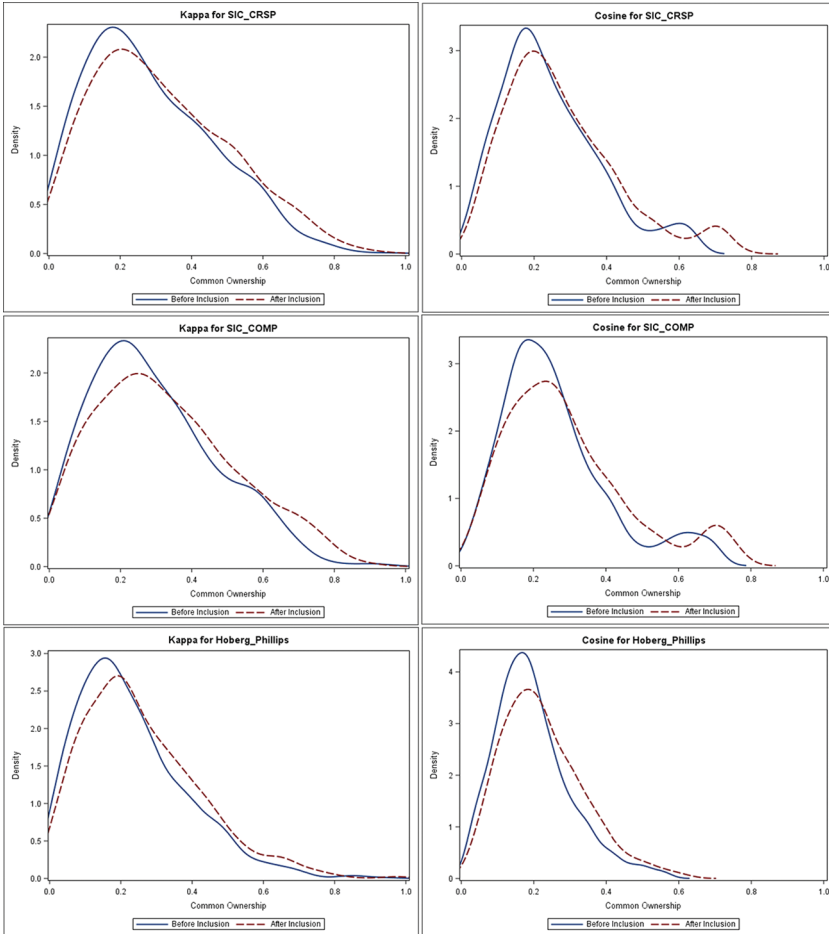 Kappa for SIC_CRSP
Density
2.0
1.5
1.0
0.5
0.0
0.0 0.2 0.4 0.6 0.8 1.0
Common Ownership
Before Inclusion After Inclusion
Cosine for SIC_CRSP
Density
3
2
1
0
0.0 0.2 0.4 0.6 0.8 1.0
Common Ownership
Before Inclusion After Inclusion
Kappa for SIC_COMP
Density
2.0
1.5
1.0
0.5
0.0
0.0 0.2 0.4 0.6 0.8 1.0
Common Ownership
Before Inclusion After Inclusion
Cosine for SIC_COMP
Density
3
2
1
0
0.0 0.2 0.4 0.6 0.8 1.0
Common Ownership
Before Inclusion After Inclusion
Kappa for Hoberg_Phillips
Density
3.0
2.5
2.0
1.5
1.0
0.5
0.0
0.0 0.2 0.4 0.6 0.8 1.0
Common Ownership
Before Inclusion After Inclusion
Cosine for Hoberg_Phillips
Density
4
3
2
1
0
0.0 0.2 0.4 0.6 0.8 1.0
Common Ownership
Before Inclusion After Inclusion